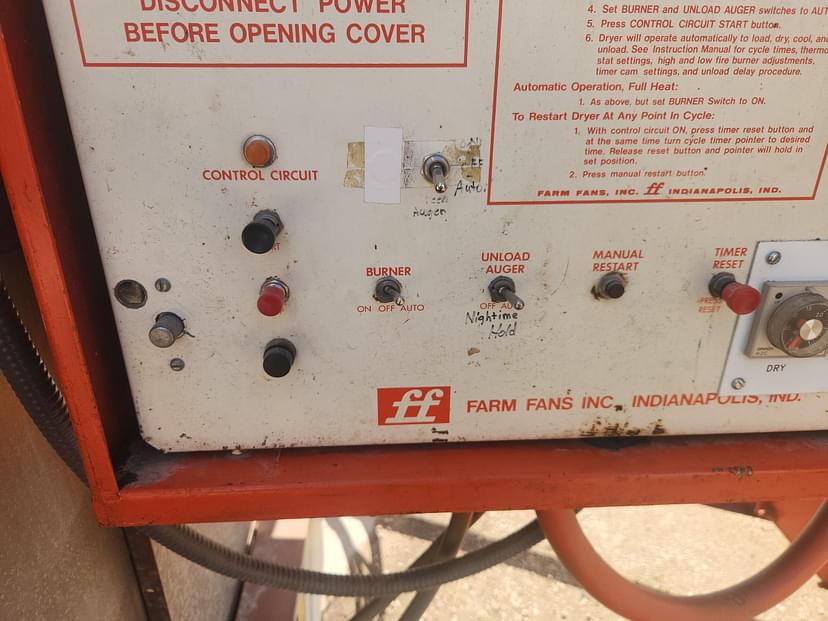 DISCONNECT POWER
BEFORE OPENING COVER
4. Set BURNER and UNLOAD AUGER switches to AUT
5. Press CONTROL CIRCUIT START button.
6. Dryer will operate automatically to load, dry, cool, and
unload. See Instruction Manual for cycle times, thermo
stat settings, high and low fire burner adjustments,
timer cam settings, and unload delay procedure.
Automatic Operation, Full Heat:
1. As above, but set BURNER Switch to ON.
To Restart Dryer At Any Point In Cycle:
1. With control circuit ON, press timer reset button and
at the same time turn cycle timer pointer to desired
time. Release reset button and pointer will hold in
set position.
2. Press manual restart button.
FARM FANS, INC. ff INDIANAPOLIS, IND.
CONTROL CIRCUIT
Auto.
Auger
BURNER
ON OFF AUTO
UNLOAD
AUGER
OFF AU
Nightime
Hold
MANUAL
RESTART
TIMER
RESET
PRESS
RESET
DRY
ff FARM FANS INC., INDIANAPOLIS, IND.